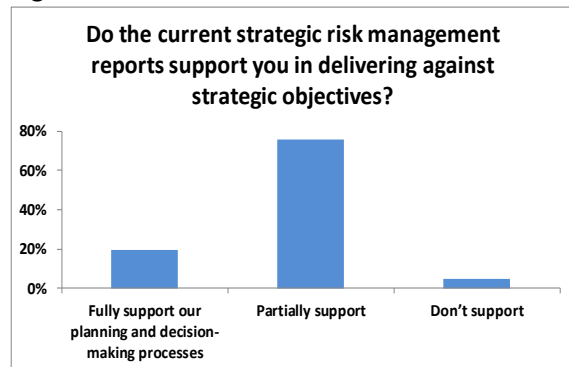 Do the current strategic risk management
reports support you in delivering against
strategic objectives?
80%
60%
40%
20%
0%
Fully support our
planning and decision-
making processes
Partially support
Don't support